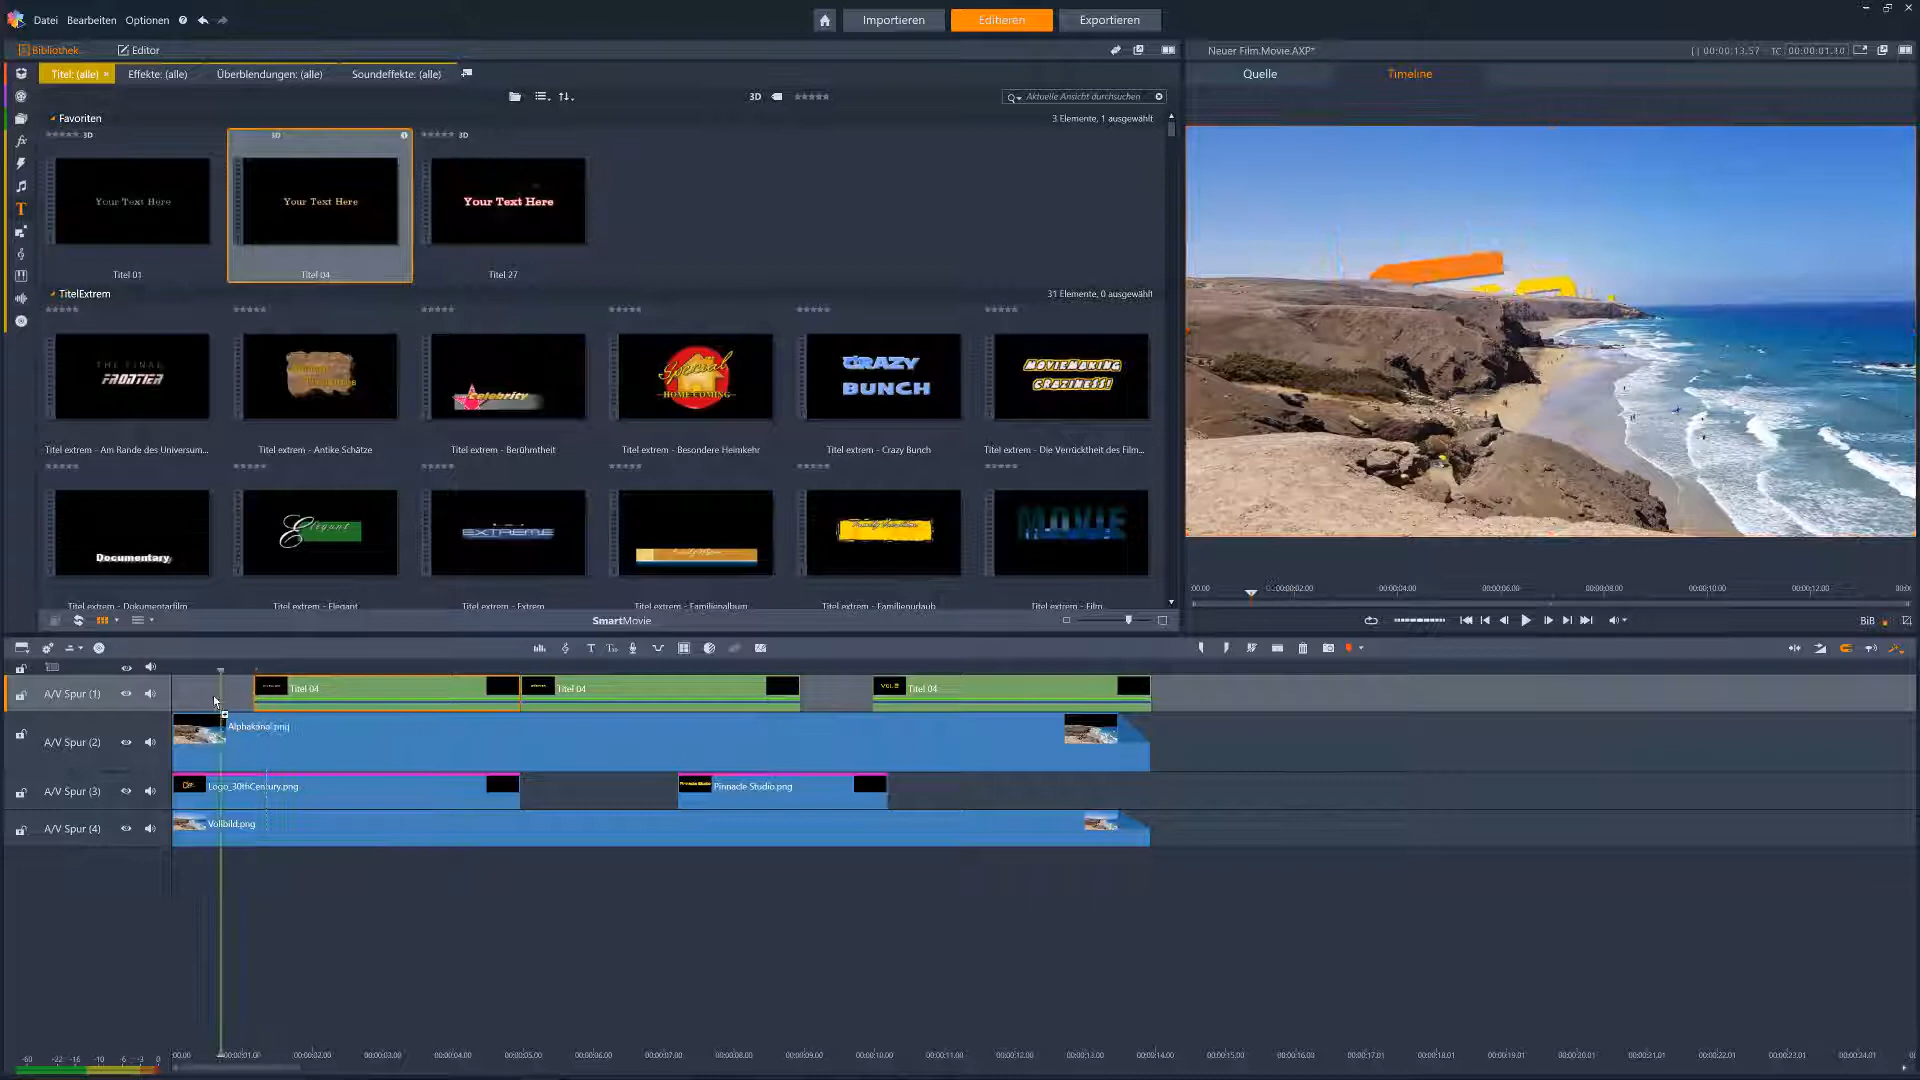 Datei Bearbeiten Optionen
Importieren Editieren Exportieren
Bibliothek Editor
Neuer Film.Movie.AXP*
[ ] 00:00:13.57 TC 00:00:01.10
Titel: (alle) × Effekte: (alle) Überblendungen: (alle) Soundeffekte: (alle)
Quelle Timeline
3D
Aktuelle Ansicht durchsuchen
Favoriten
3 Elemente, 1 ausgewählt
3D 3D 3D
Your Text Here Your Text Here Your Text Here
Titel 01 Titel 04 Titel 27
TitelExtrem
31 Elemente, 0 ausgewählt
THE FINAL
FRONTIER
Celebrity
Special
HOME COMING
CRAZY
BUNCH
MOVIEMAKING
CRAZINESS!
Titel extrem - Am Rande des Universum... Titel extrem - Antike Schätze Titel extrem - Berühmtheit Titel extrem - Besondere Heimkehr Titel extrem - Crazy Bunch Titel extrem - Die Verrücktheit des Film...
Documentary
Elegant
EXTREME
MOVIE
Titel extrem - Dokumentarfilm Titel extrem - Elegant Titel extrem - Extrem Titel extrem - Familienalbum Titel extrem - Familienurlaub Titel extrem - Film
:00.00 00:00:02.00 00:00:04.00 00:00:06.00 00:00:08.00 00:00:10.00 00:00:12.00
SmartMovie
BiB
A/V Spur (1)
Titel 04 Titel 04 Titel 04
A/V Spur (2)
Alphakanal.png
A/V Spur (3)
Logo_30thCentury.png
Pinnacle Studio.png
A/V Spur (4)
Vollbild.png
-60 -22 -16 -10 -6 -3 0
:00.00 00:00:01.00 00:00:02.00 00:00:03.00 00:00:04.00 00:00:05.00 00:00:06.00 00:00:07.00 00:00:08.00 00:00:09.00 00:00:10.00 00:00:11.00 00:00:12.00 00:00:13.00 00:00:14.00 00:00:15.00 00:00:16.00 00:00:17.01 00:00:18.01 00:00:19.01 00:00:20.01 00:00:21.01 00:00:22.01 00:00:23.01 00:00:24.01